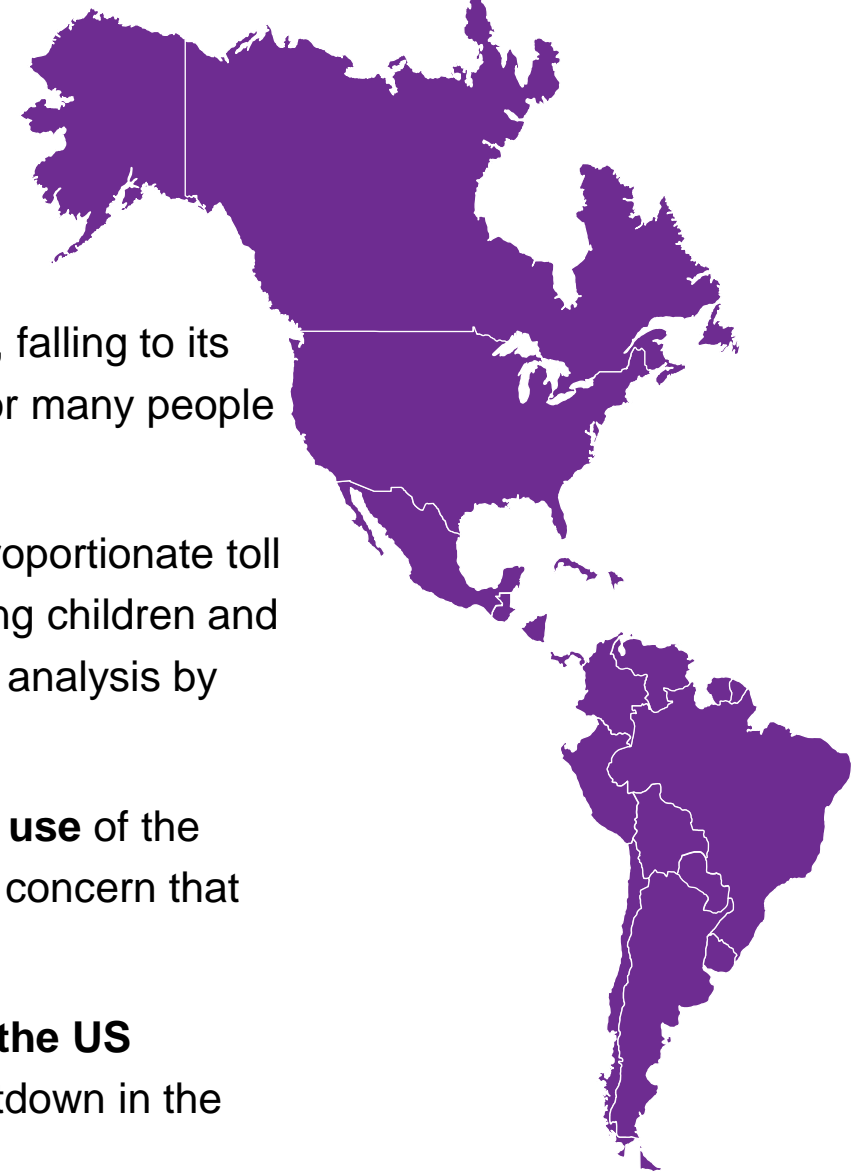 , falling to its
or many people
roportionate toll
ng children and
analysis by
use of the
concern that
the US
tdown in the